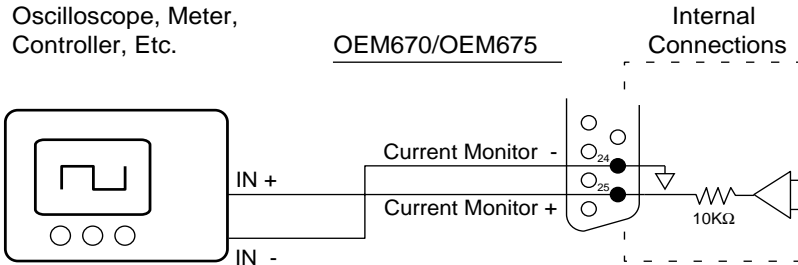 Oscilloscope, Meter,
Controller, Etc.
OEM670/OEM675
Internal
Connections
Current Monitor -
24
IN +
25
Current Monitor +
10KΩ
IN -